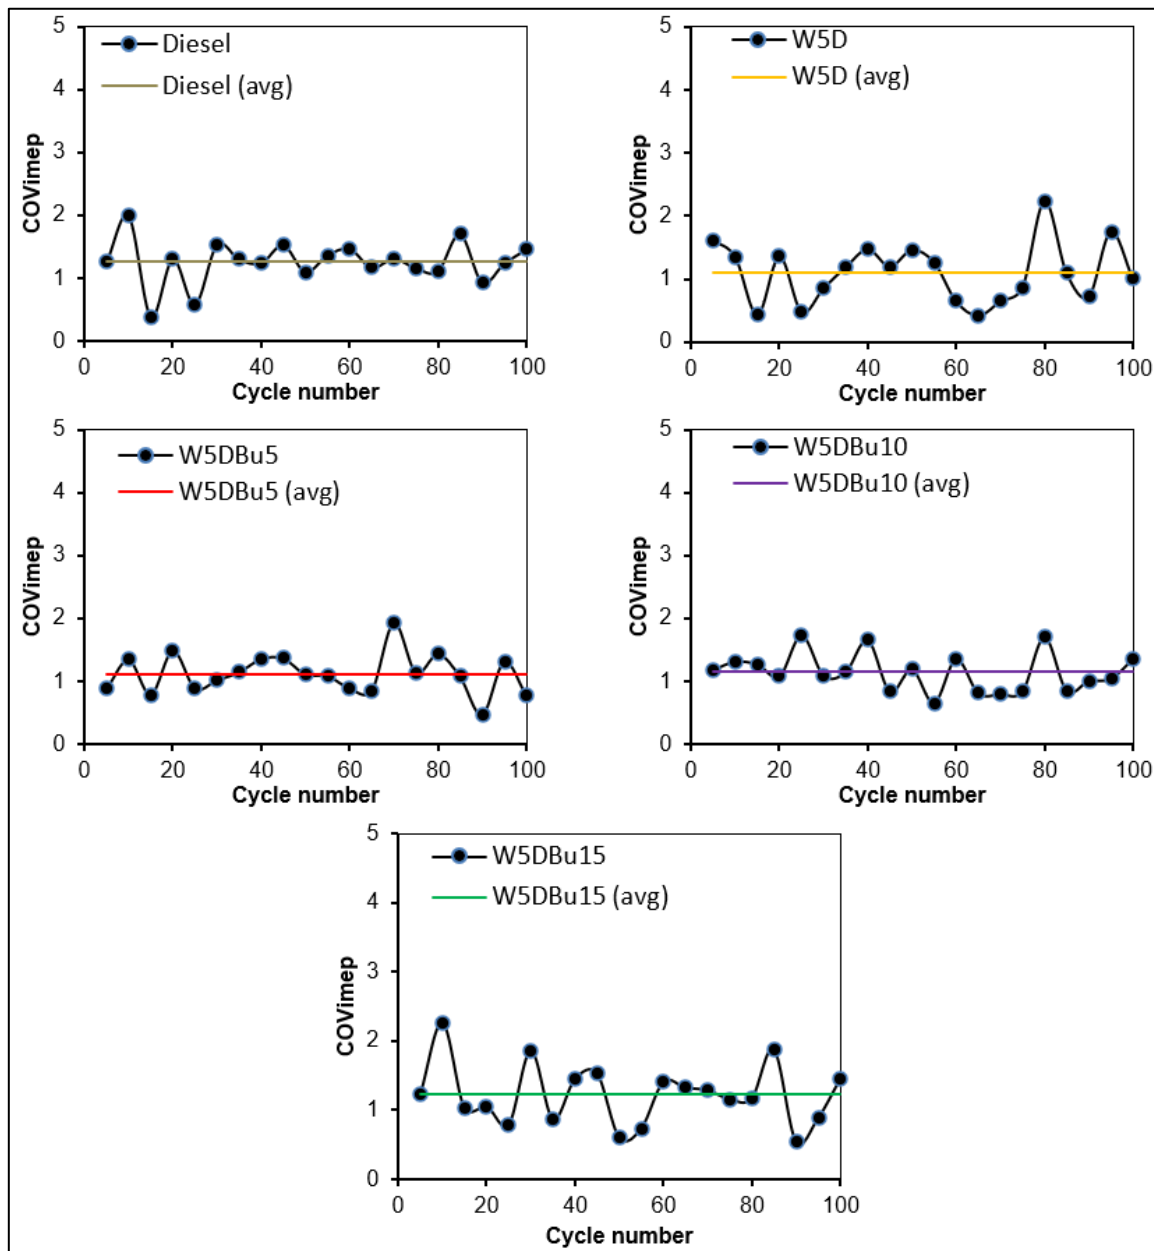 5
4
3
2
1
0
COVimep
Diesel
Diesel (avg)
0 20 40 60 80 100
Cycle number
5
4
3
2
1
0
COVimep
W5D
W5D (avg)
0 20 40 60 80 100
Cycle number
5
4
3
2
1
0
COVimep
W5DBu5
W5DBu5 (avg)
0 20 40 60 80 100
Cycle number
5
4
3
2
1
0
COVimep
W5DBu10
W5DBu10 (avg)
0 20 40 60 80 100
Cycle number
5
4
3
2
1
0
COVimep
W5DBu15
W5DBu15 (avg)
0 20 40 60 80 100
Cycle number